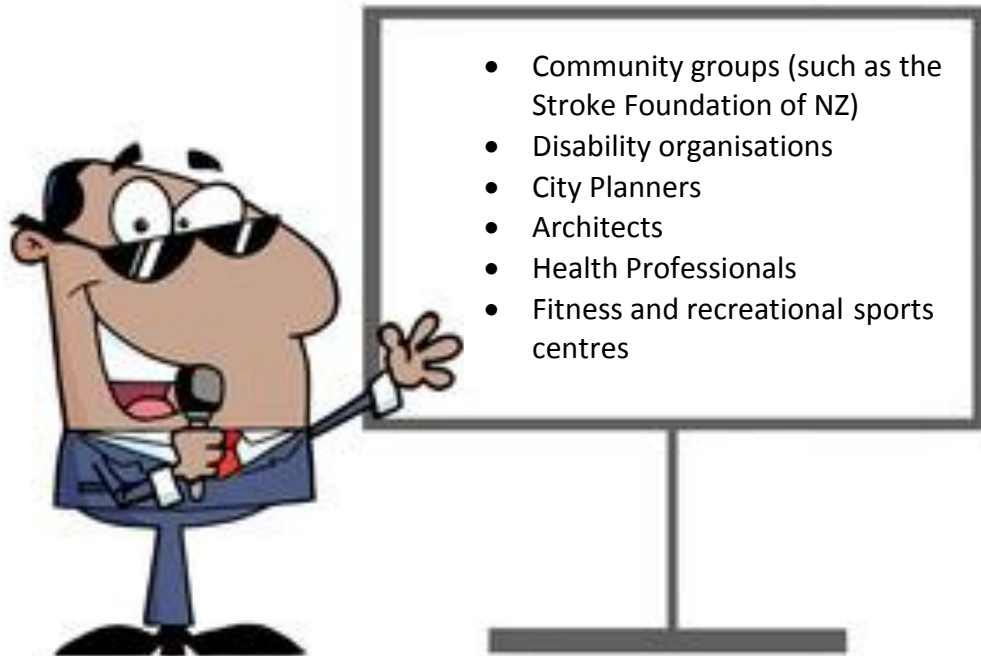 • Community groups (such as the
Stroke Foundation of NZ)
• Disability organisations
• City Planners
• Architects
• Health Professionals
• Fitness and recreational sports
centres